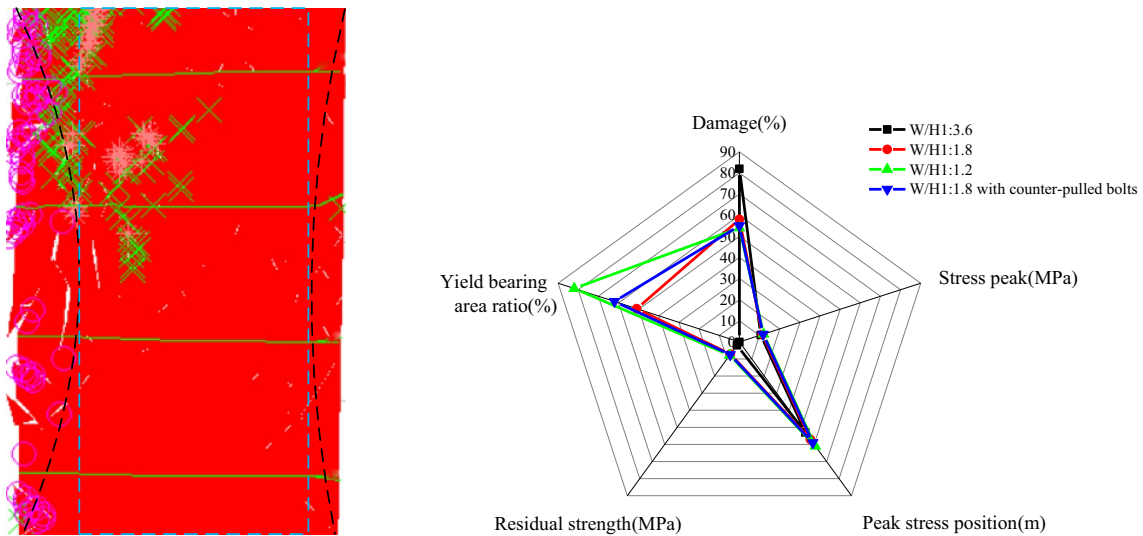 Damage(%)
W/H1:3.6
W/H1:1.8
W/H1:1.2
W/H1:1.8 with counter-pulled bolts
90
80
70
60
50
40
30
20
10
0
Stress peak(MPa)
Yield bearing
area ratio(%)
Residual strength(MPa)
Peak stress position(m)